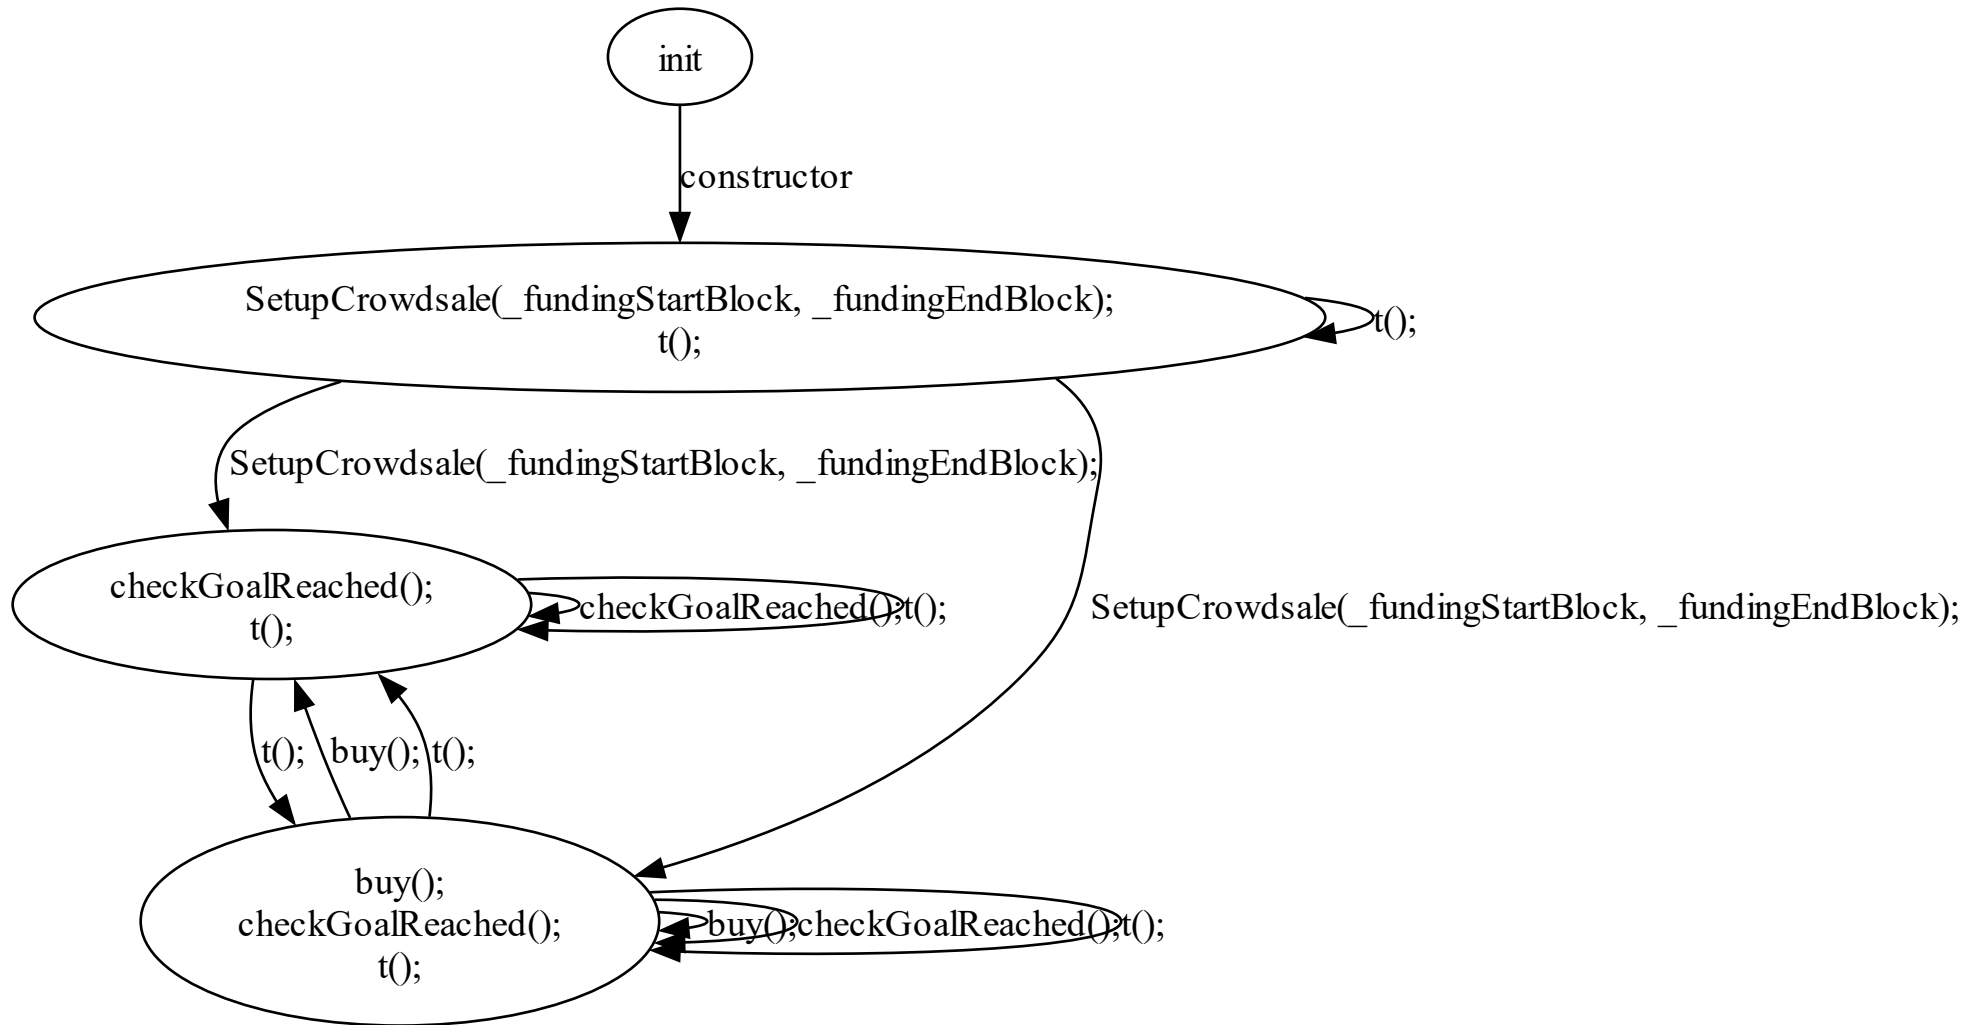 init
constructor
SetupCrowdsale(_fundingStartBlock, _fundingEndBlock);
t();
t();
SetupCrowdsale(_fundingStartBlock, _fundingEndBlock);
checkGoalReached();
t();
checkGoalReached();
t();
SetupCrowdsale(_fundingStartBlock, _fundingEndBlock);
t();
buy();
t();
buy();
checkGoalReached();
t();
buy();
checkGoalReached();
t();